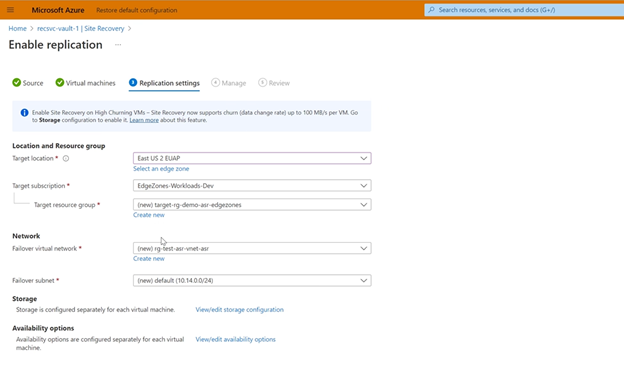 Microsoft Azure Restore default configuration Search resources, services, and docs (G+/)
Home > recsvc-vault-1 | Site Recovery >
Enable replication ...
Source Virtual machines 3 Replication settings 4 Manage 5 Review
Enable Site Recovery on High Churning VMs – Site Recovery now supports churn (data change rate) up to 100 MB/s per VM. Go
to Storage configuration to enable it. Learn more about this feature.
Location and Resource group
Target location * East US 2 EUAP
Select an edge zone
Target subscription * EdgeZones-Workloads-Dev
Target resource group * (new) target-rg-demo-asr-edgezones
Create new
Network
Failover virtual network * (new) rg-test-asr-vnet-asr
Create new
Failover subnet * (new) default (10.14.0.0/24)
Storage
Storage is configured separately for each virtual machine. View/edit storage configuration
Availability options
Availability options are configured separately for each virtual View/edit availability options
machine.